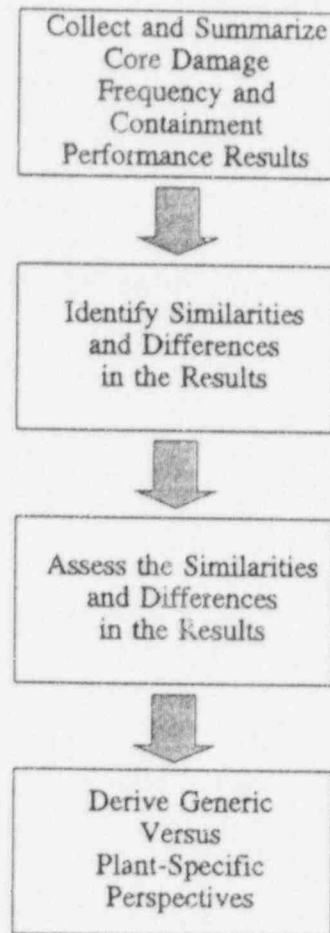 Collect and Summarize
Core Damage
Frequency and
Containment
Performance Results
Identify Similarities
and Differences
in the Results
Assess the Similarities
and Differences
in the Results
Derive Generic
Versus
Plant-Specific
Perspectives